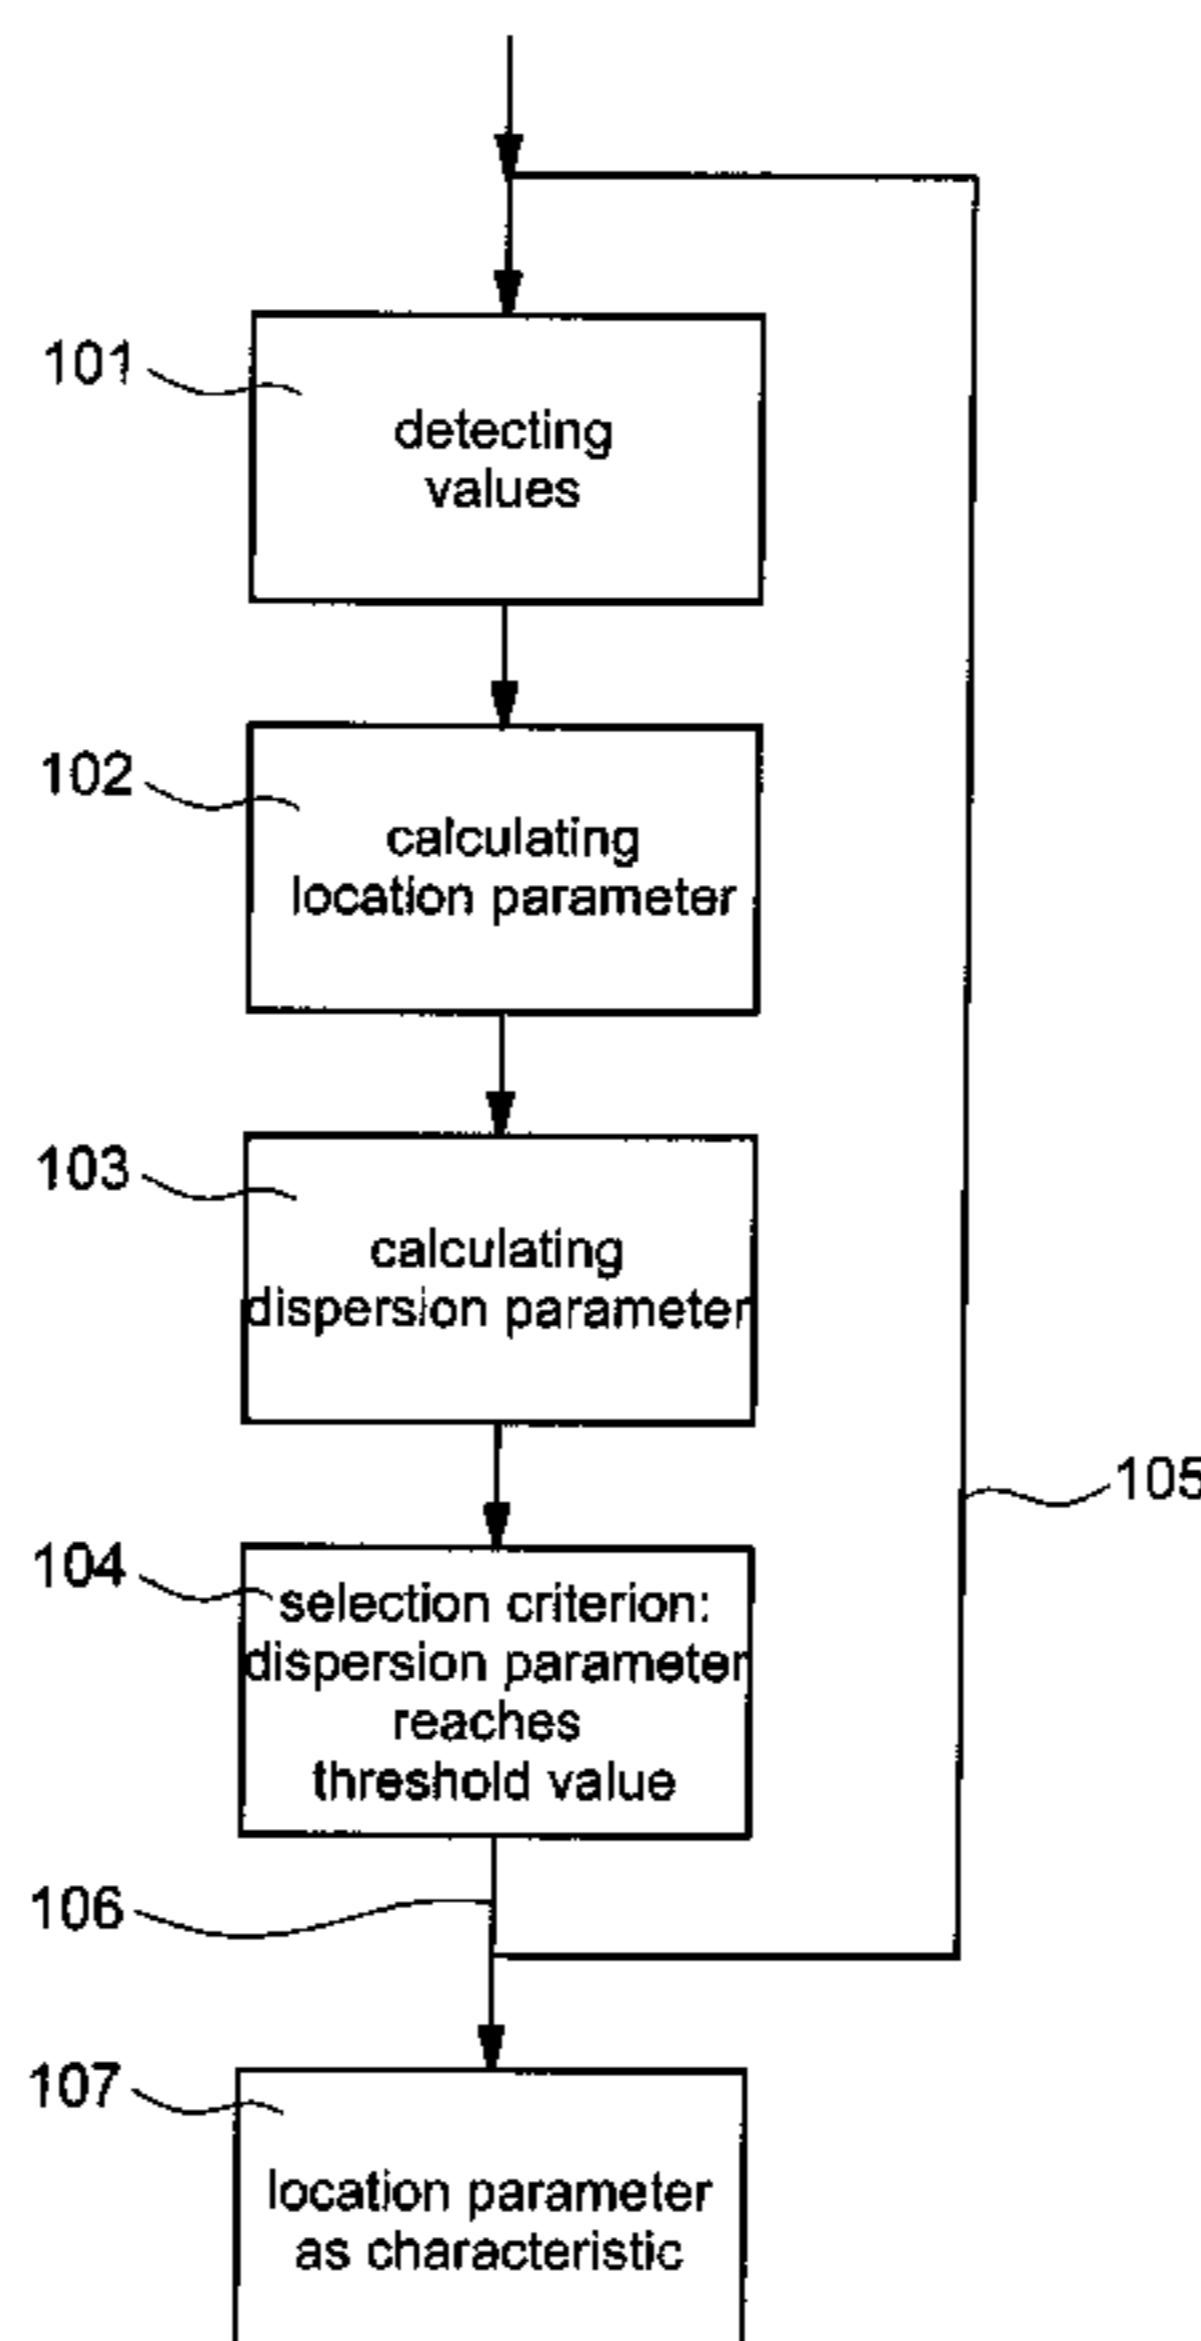 101
detecting
values
102
calculating
location parameter
103
calculating
dispersion parameter
104
selection criterion:
dispersion parameter
reaches
threshold value
105
106
107
location parameter
as characteristic